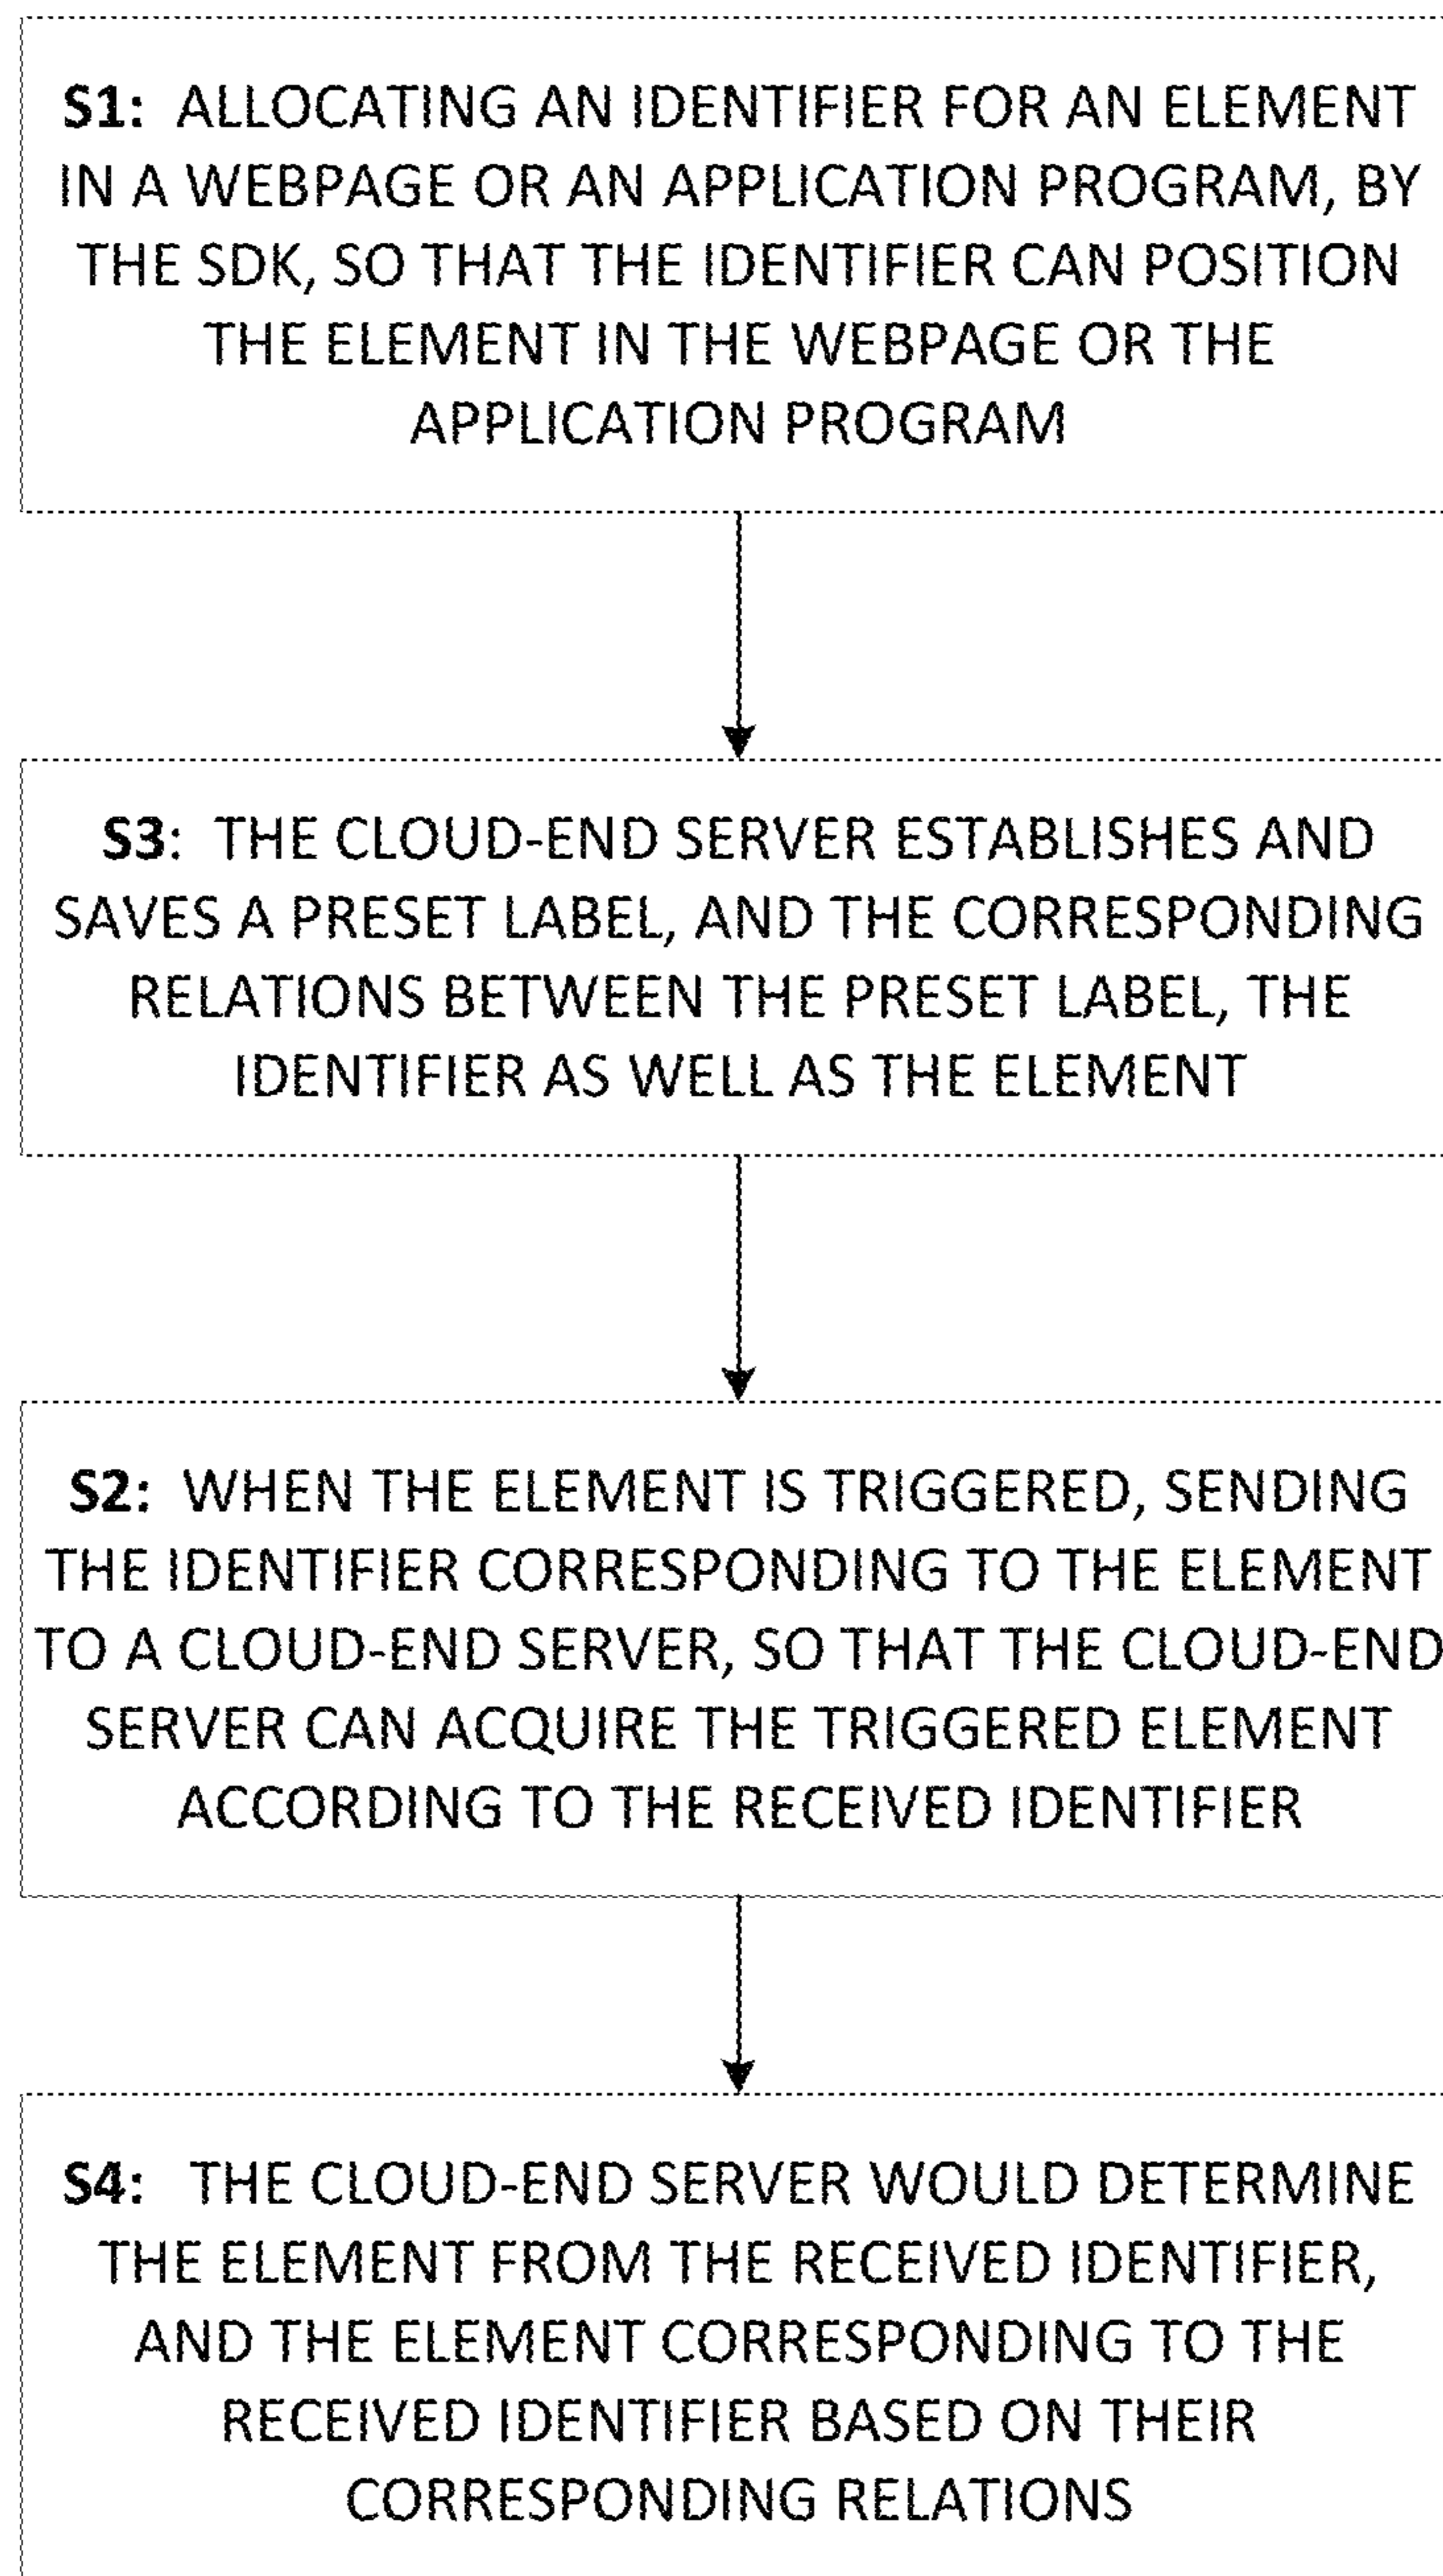 S1: ALLOCATING AN IDENTIFIER FOR AN ELEMENT
IN A WEBPAGE OR AN APPLICATION PROGRAM, BY
THE SDK, SO THAT THE IDENTIFIER CAN POSITION
THE ELEMENT IN THE WEBPAGE OR THE
APPLICATION PROGRAM
S3: THE CLOUD-END SERVER ESTABLISHES AND
SAVES A PRESET LABEL, AND THE CORRESPONDING
RELATIONS BETWEEN THE PRESET LABEL, THE
IDENTIFIER AS WELL AS THE ELEMENT
S2: WHEN THE ELEMENT IS TRIGGERED, SENDING
THE IDENTIFIER CORRESPONDING TO THE ELEMENT
TO A CLOUD-END SERVER, SO THAT THE CLOUD-END
SERVER CAN ACQUIRE THE TRIGGERED ELEMENT
ACCORDING TO THE RECEIVED IDENTIFIER
S4: THE CLOUD-END SERVER WOULD DETERMINE
THE ELEMENT FROM THE RECEIVED IDENTIFIER,
AND THE ELEMENT CORRESPONDING TO THE
RECEIVED IDENTIFIER BASED ON THEIR
CORRESPONDING RELATIONS